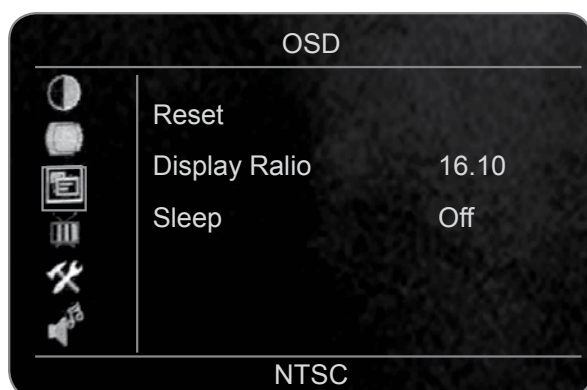 OSD
Reset
Display Ralio 16.10
Sleep Off
NTSC